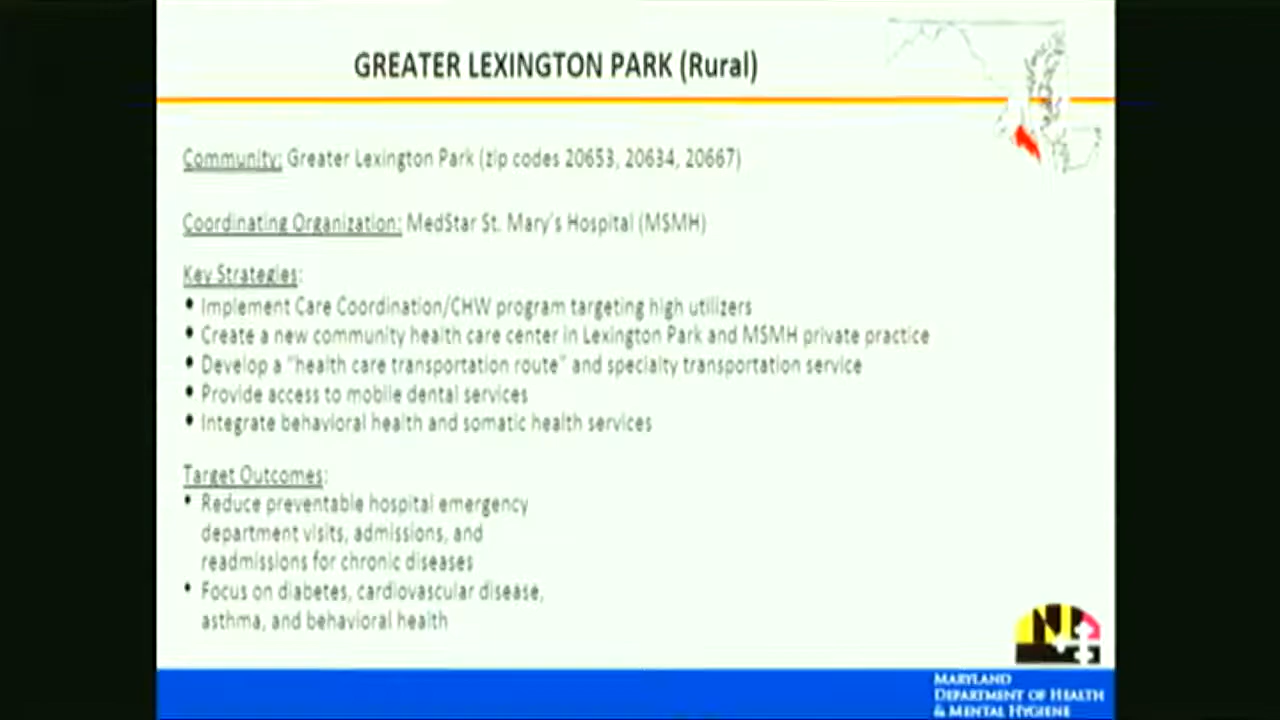 GREATER LEXINGTON PARK (Rural)
Community: Greater Lexington Park (zip codes 20653, 20634, 20667)
Coordinating Organization: MedStar St. Mary's Hospital (MSMH)
Key Strategies:
• Implement Care Coordination/CHW program targeting high utilizers
• Create a new community health care center in Lexington Park and MSMH private practice
• Develop a "health care transportation route" and specialty transportation service
• Provide access to mobile dental services
• Integrate behavioral health and somatic health services
Target Outcomes:
• Reduce preventable hospital emergency
department visits, admissions, and
readmissions for chronic diseases
• Focus on diabetes, cardiovascular disease,
asthma, and behavioral health
MARYLAND
DEPARTMENT OF HEALTH
& MENTAL HYGIENE